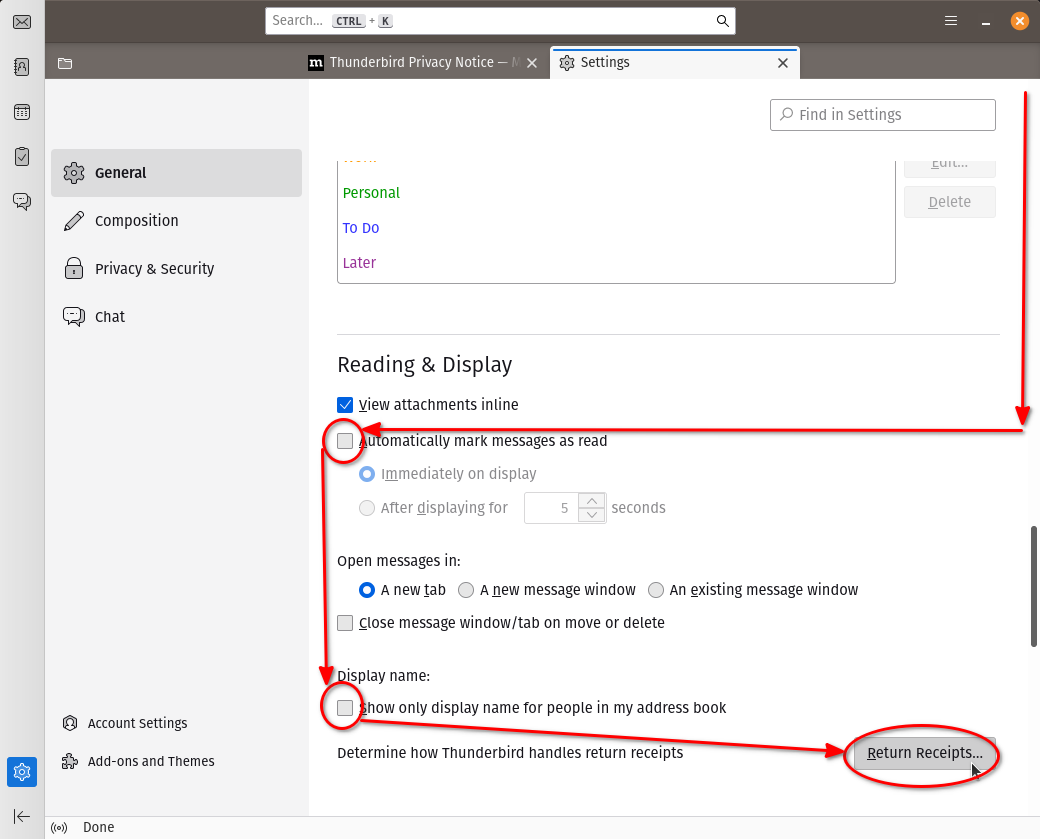 Search... CTRL + K
Thunderbird Privacy Notice — M
Settings
Find in Settings
General
Composition
Privacy & Security
Chat
Work
Personal
To Do
Later
Edit...
Delete
Reading & Display
View attachments inline
Automatically mark messages as read
Immediately on display
After displaying for 5 seconds
Open messages in:
A new tab A new message window An existing message window
Close message window/tab on move or delete
Display name:
Show only display name for people in my address book
Determine how Thunderbird handles return receipts Return Receipts...
Account Settings
Add-ons and Themes
Done